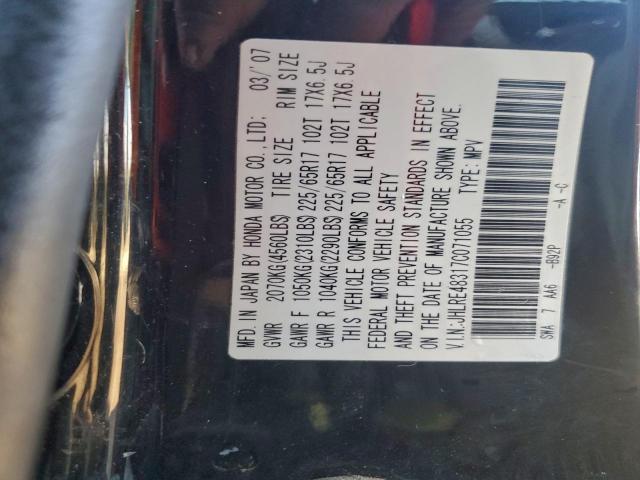 MFD. IN JAPAN BY HONDA MOTOR CO., LTD: 03/'07
GVWR 2070KG(4560LBS) TIRE SIZE RIM SIZE
GAWR F 1050KG(2310LBS) 225/65R17 102T 17X6.5J
GAWR R 1040KG(2290LBS) 225/65R17 102T 17X6.5J
THIS VEHICLE CONFORMS TO ALL APPLICABLE
FEDERAL MOTOR VEHICLE SAFETY
AND THEFT PREVENTION STANDARDS IN EFFECT
ON THE DATE OF MANUFACTURE SHOWN ABOVE.
V.I.N:JHLRE48317C071055 TYPE: MPV
SWA 7 AA6 -B92P -A -C